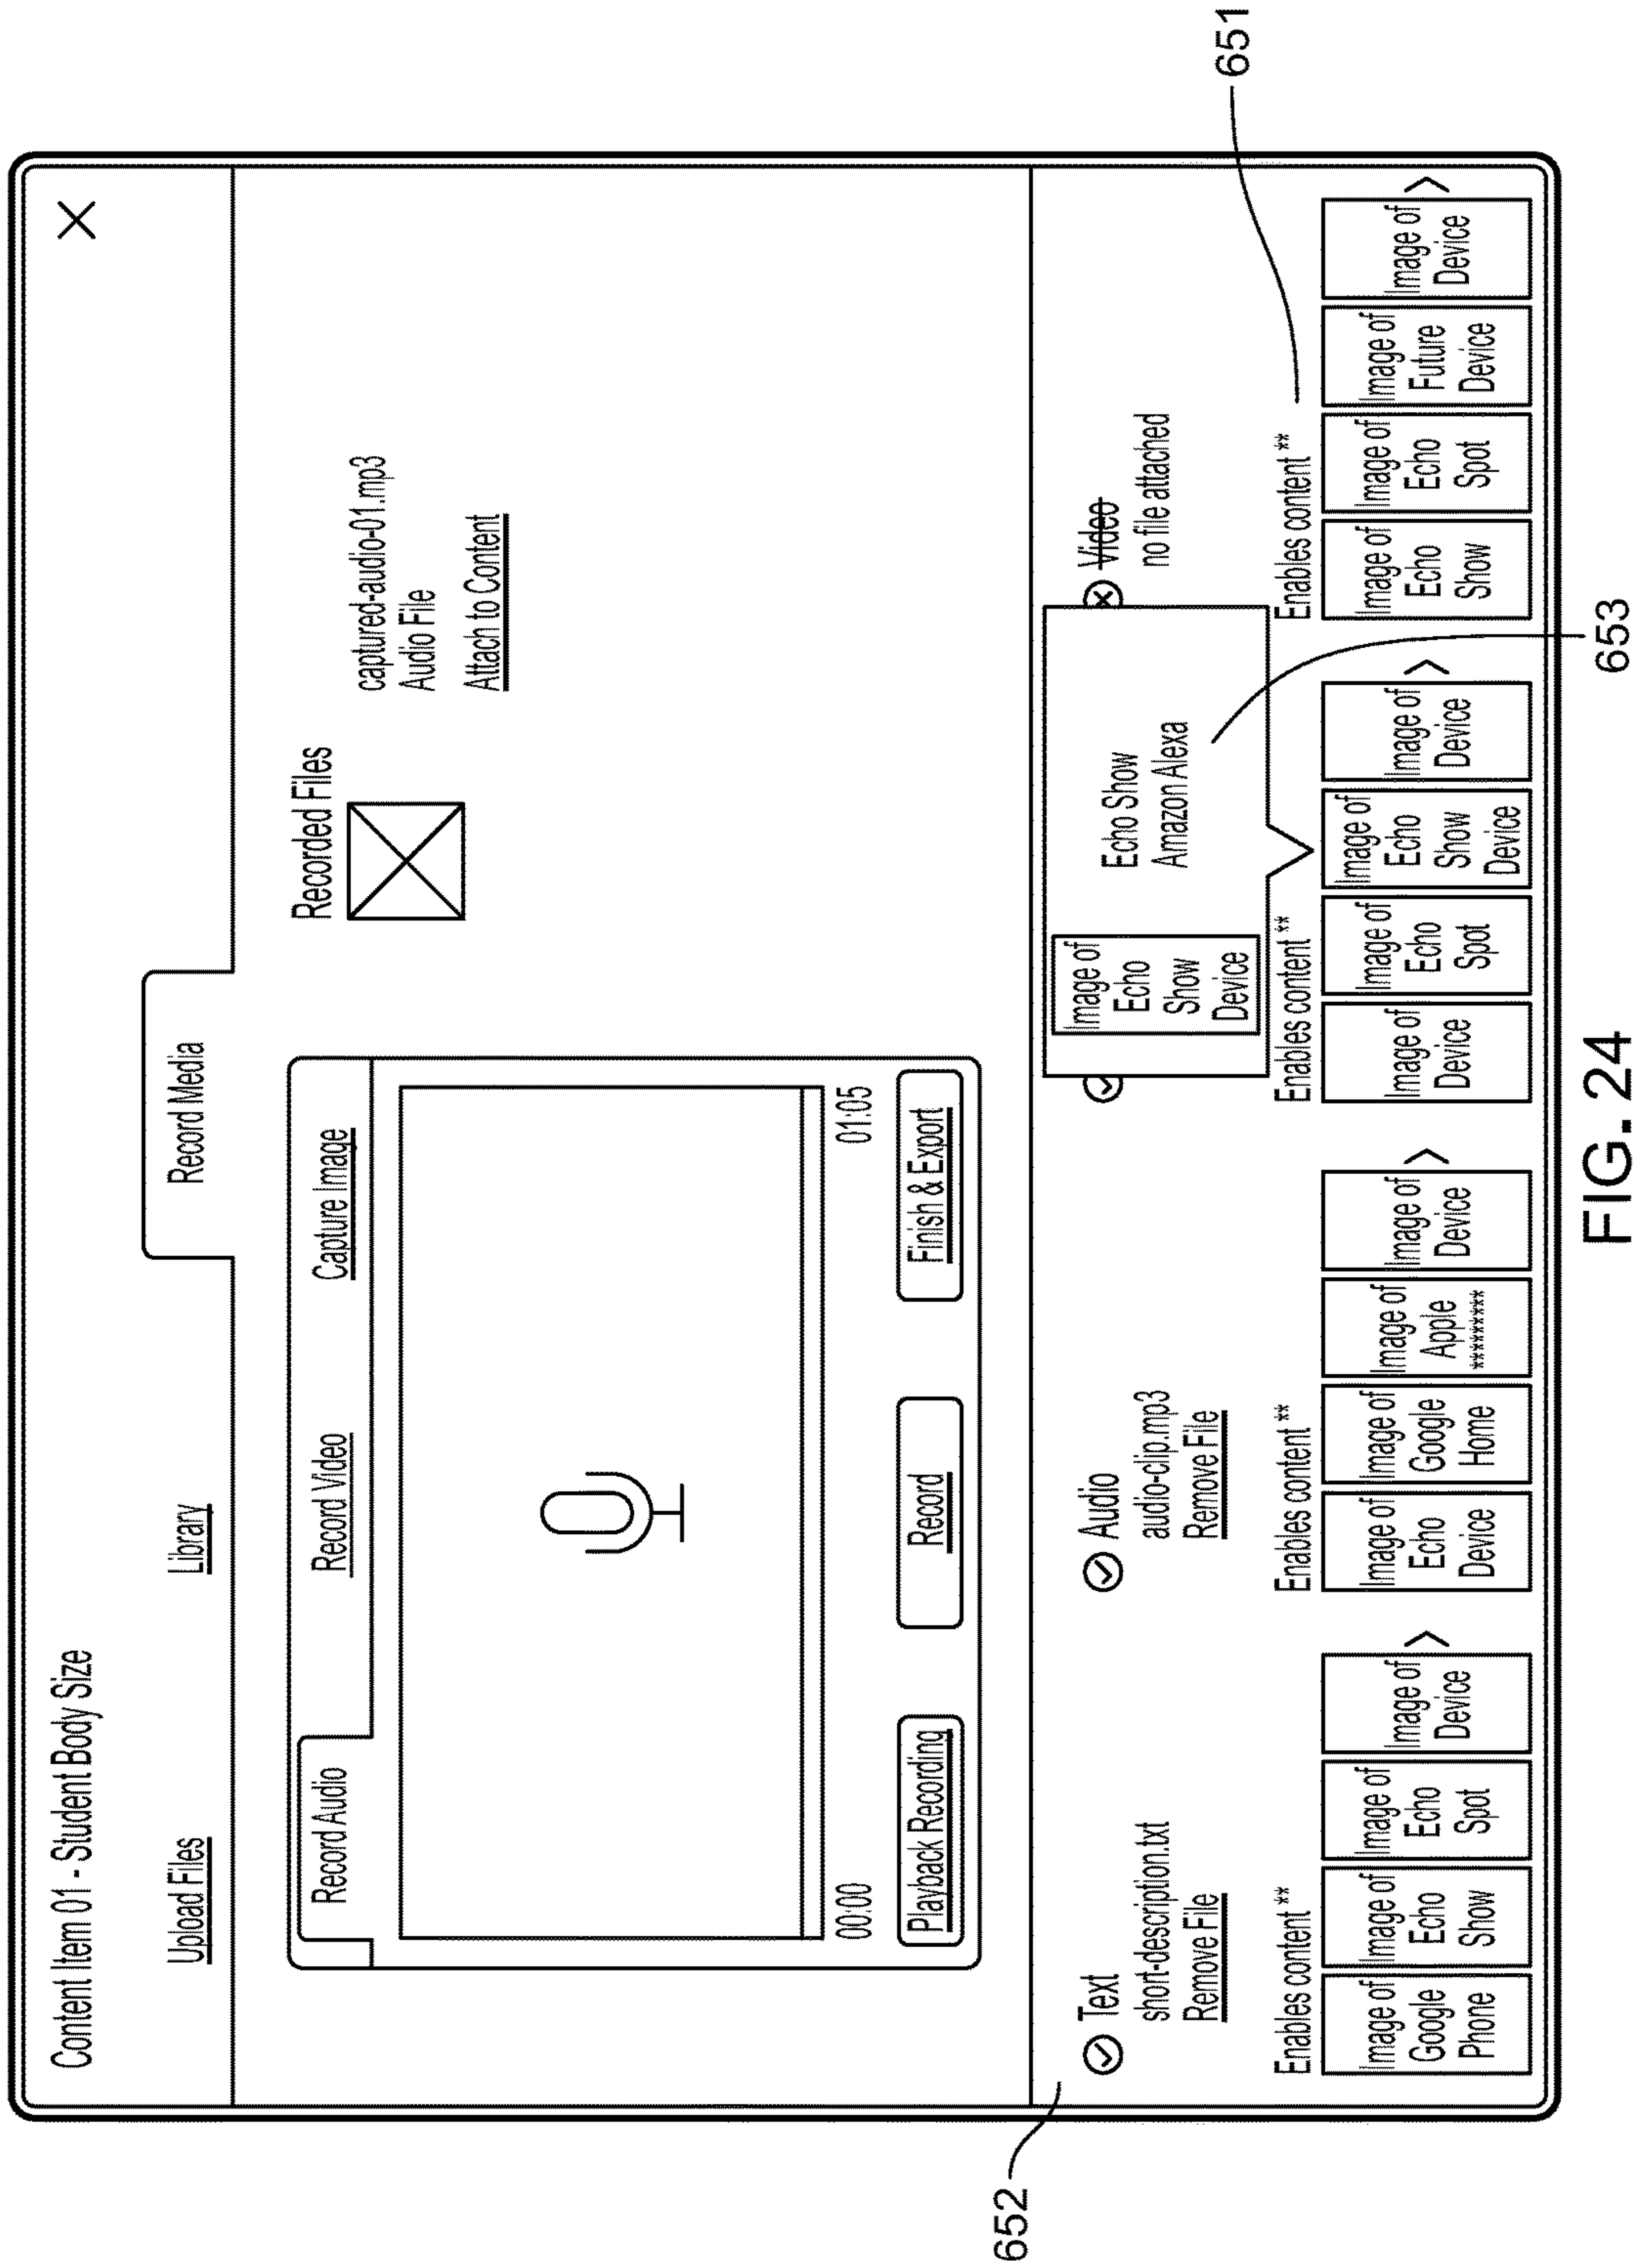 Content Item 01 - Student Body Size
Upload Files
Library
Record Media
Record Audio
Record Video
Capture Image
00:00
01:05
Playback Recording
Record
Finish & Export
Recorded Files
captured-audio-01.mp3
Audio File
Attach to Content
652
Text
short-description.txt
Remove File
Enables content **
Image of
Google
Phone
Image of
Echo
Show
Image of
Echo
Spot
Image of
Device
Audio
audio-clip.mp3
Remove File
Enables content **
Image of
Echo
Device
Image of
Google
Home
Image of
Apple
*********
Image of
Device
Image of
Echo
Show
Device
Echo Show
Amazon Alexa
653
Enables content **
Image of
Device
Image of
Echo
Spot
Image of
Echo
Show
Device
Image of
Device
Video
no file attached
651
Enables content **
Image of
Echo
Show
Image of
Echo
Spot
Image of
Future
Device
Image of
Device
FIG. 24